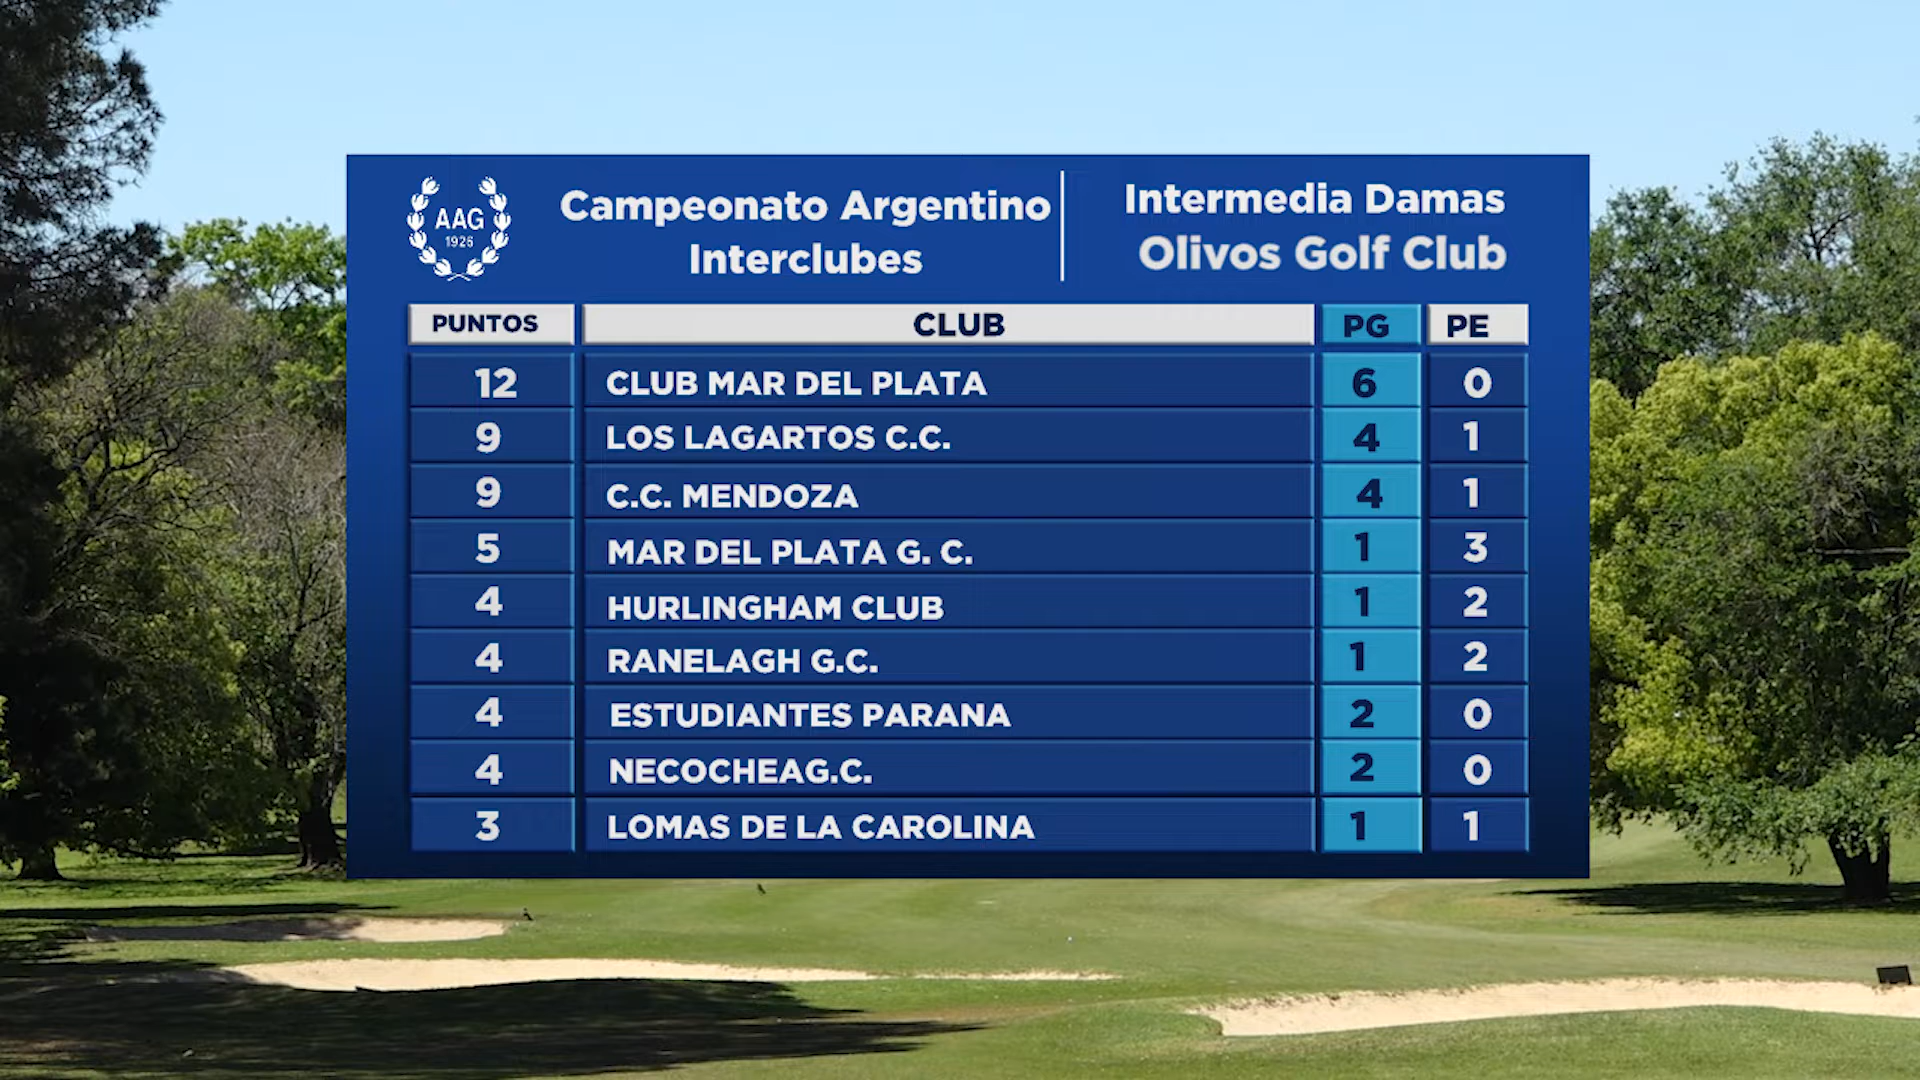 AAG
1926
Campeonato Argentino
Interclubes
Intermedia Damas
Olivos Golf Club
PUNTOS CLUB PG PE
12 CLUB MAR DEL PLATA 6 0
9 LOS LAGARTOS C.C. 4 1
9 C.C. MENDOZA 4 1
5 MAR DEL PLATA G. C. 1 3
4 HURLINGHAM CLUB 1 2
4 RANELAGH G.C. 1 2
4 ESTUDIANTES PARANA 2 0
4 NECOCHEAG.C. 2 0
3 LOMAS DE LA CAROLINA 1 1